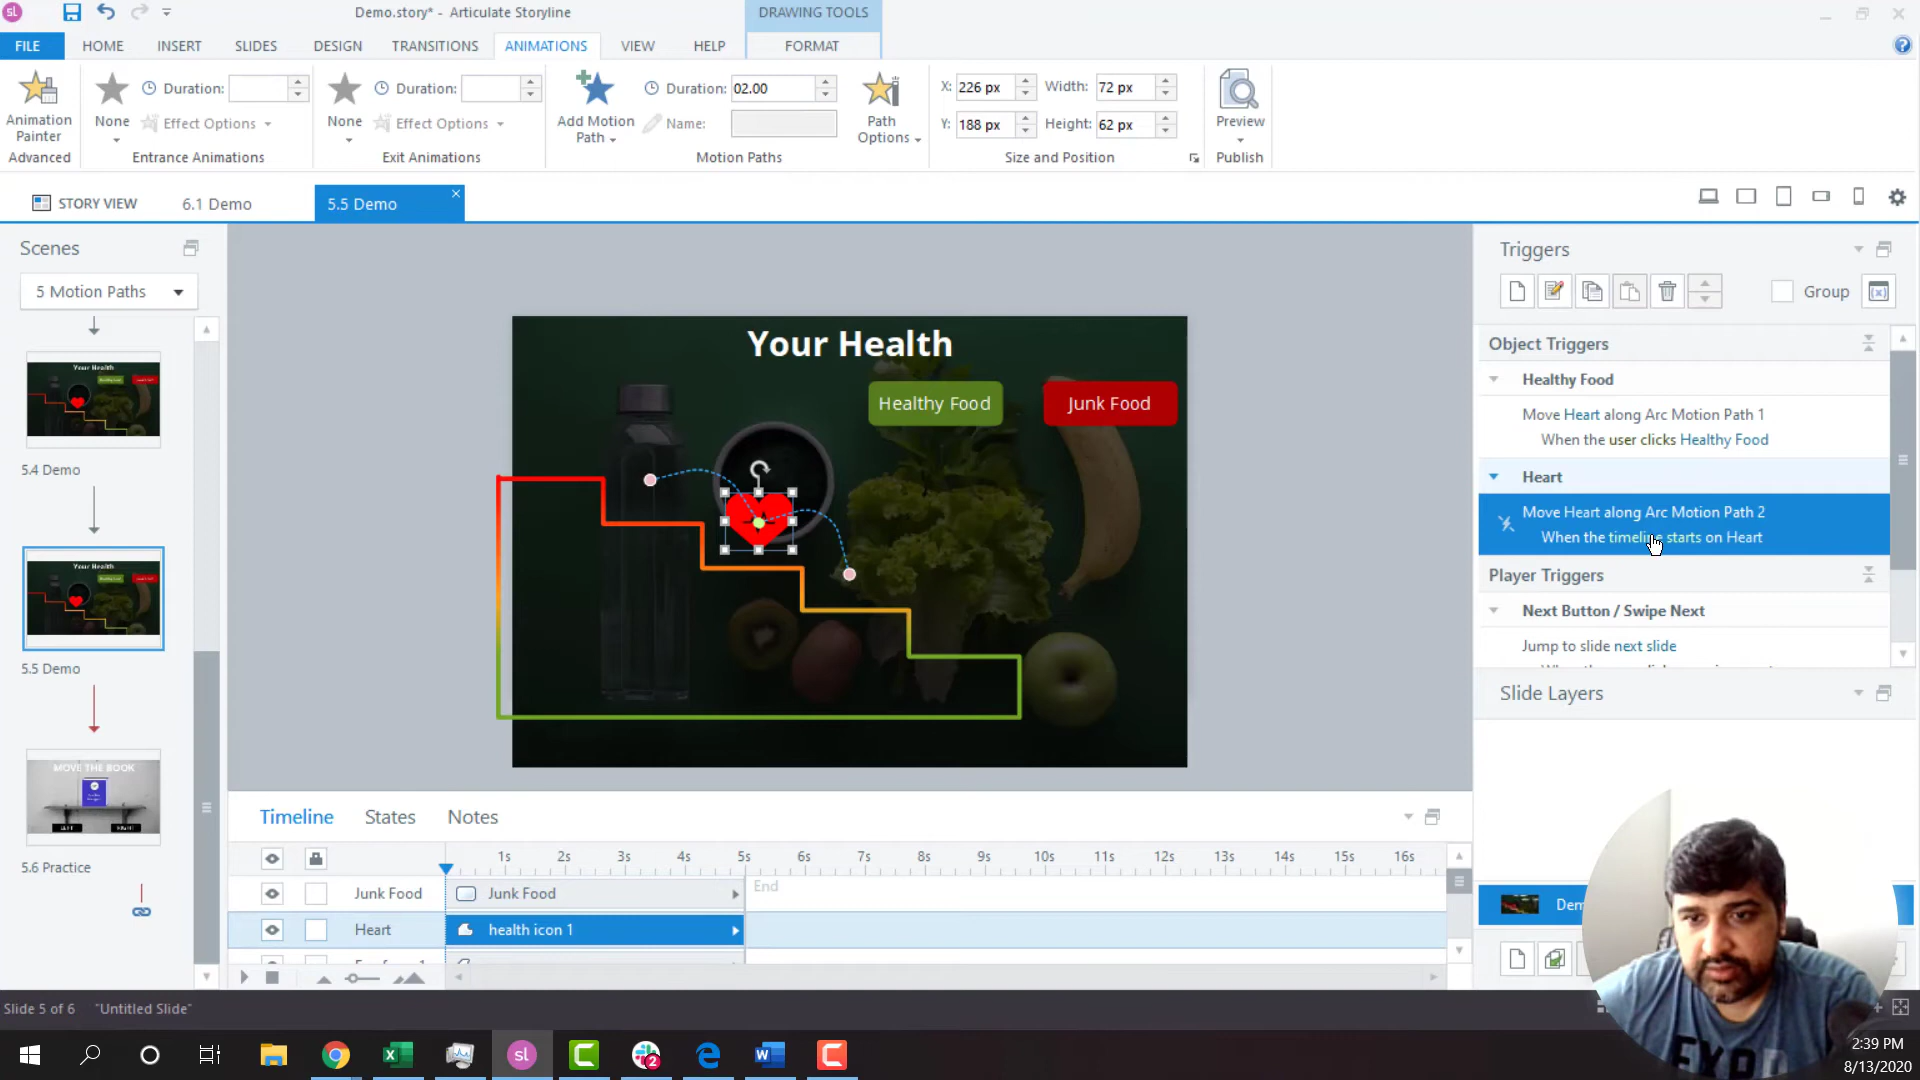 sl
Demo.story* - Articulate Storyline
DRAWING TOOLS
FILE
HOME
INSERT
SLIDES
DESIGN
TRANSITIONS
ANIMATIONS
VIEW
HELP
FORMAT
Animation
Painter
Advanced
None
Duration:
Effect Options
Entrance Animations
None
Duration:
Effect Options
Exit Animations
Add Motion
Path
Duration: 02.00
Name:
Motion Paths
Path
Options
X: 226 px
Width: 72 px
Y: 188 px
Height: 62 px
Size and Position
Preview
Publish
STORY VIEW
6.1 Demo
5.5 Demo
Scenes
5 Motion Paths
Your Health
5.4 Demo
Your Health
5.5 Demo
MOVE THE BOOK
5.6 Practice
Your Health
Healthy Food
Junk Food
Triggers
Group
Object Triggers
Healthy Food
Move Heart along Arc Motion Path 1
When the user clicks Healthy Food
Heart
Move Heart along Arc Motion Path 2
When the timeline starts on Heart
Player Triggers
Next Button / Swipe Next
Jump to slide next slide
Slide Layers
Timeline
States
Notes
1s 2s 3s 4s 5s 6s 7s 8s 9s 10s 11s 12s 13s 14s 15s 16s
Junk Food
Junk Food
End
Heart
health icon 1
Slide 5 of 6
"Untitled Slide"
2:39 PM
8/13/2020